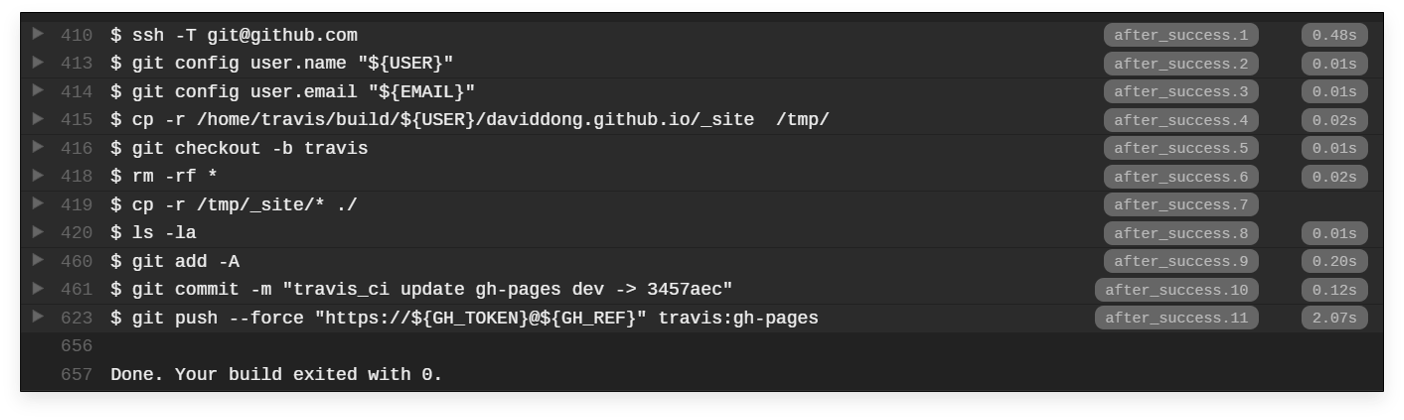 410 $ ssh -T git@github.com after_success.1 0.48s
413 $ git config user.name "${USER}" after_success.2 0.01s
414 $ git config user.email "${EMAIL}" after_success.3 0.01s
415 $ cp -r /home/travis/build/${USER}/daviddong.github.io/_site  /tmp/ after_success.4 0.02s
416 $ git checkout -b travis after_success.5 0.01s
418 $ rm -rf * after_success.6 0.02s
419 $ cp -r /tmp/_site/* ./ after_success.7
420 $ ls -la after_success.8 0.01s
460 $ git add -A after_success.9 0.20s
461 $ git commit -m "travis_ci update gh-pages dev -> 3457aec" after_success.10 0.12s
623 $ git push --force "https://${GH_TOKEN}@${GH_REF}" travis:gh-pages after_success.11 2.07s
656
657 Done. Your build exited with 0.